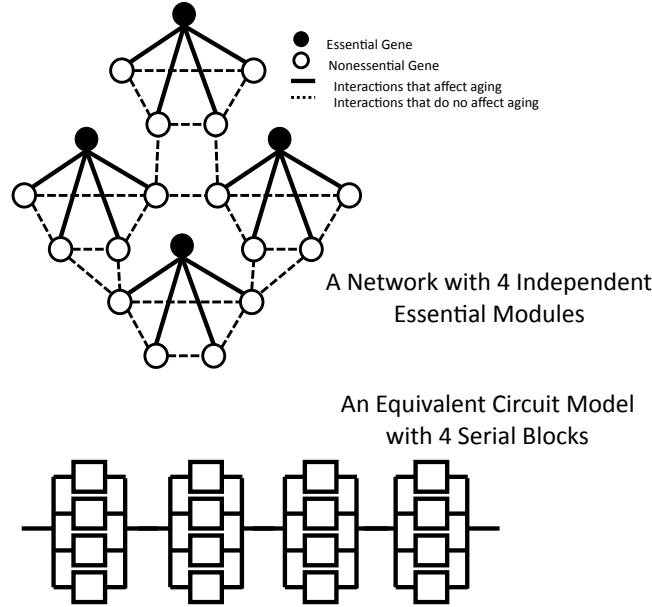 Essential Gene
Nonessential Gene
Interactions that affect aging
Interactions that do no affect aging
A Network with 4 Independent
Essential Modules
An Equivalent Circuit Model
with 4 Serial Blocks